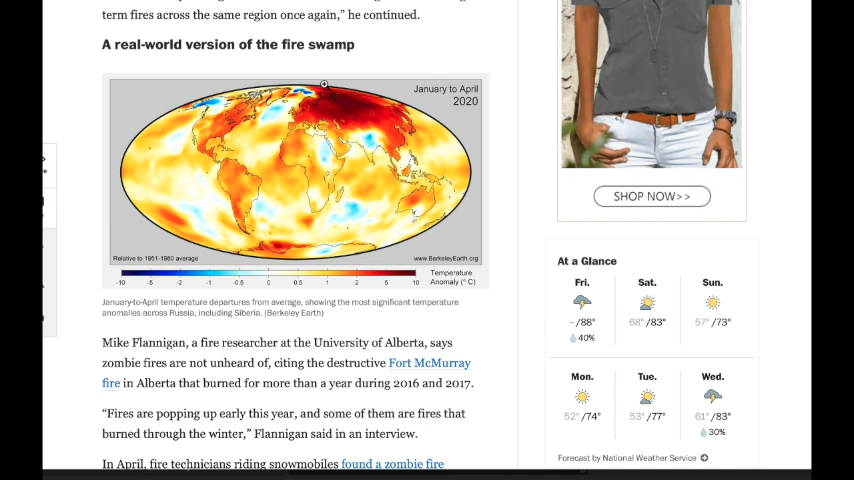 term fires across the same region once again,” he continued.
A real-world version of the fire swamp
January to April
2020
Relative to 1951-1980 average
www.BerkeleyEarth.org
-10 -5 -2 -1 -0.5 0 0.5 1 2 5 10
Temperature
Anomaly (° C)
January-to-April temperature departures from average, showing the most significant temperature
anomalies across Russia, including Siberia. (Berkeley Earth)
Mike Flannigan, a fire researcher at the University of Alberta, says
zombie fires are not unheard of, citing the destructive Fort McMurray
fire in Alberta that burned for more than a year during 2016 and 2017.
“Fires are popping up early this year, and some of them are fires that
burned through the winter,” Flannigan said in an interview.
In April, fire technicians riding snowmobiles found a zombie fire
SHOP NOW>>
At a Glance
Fri. Sat. Sun.
–/88° 68°/83° 57°/73°
40%
Mon. Tue. Wed.
52°/74° 53°/77° 61°/83°
30%
Forecast by National Weather Service